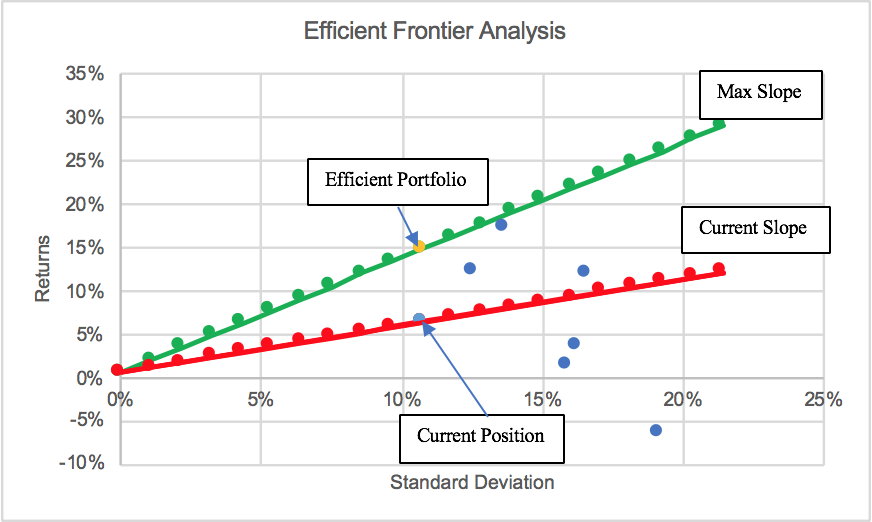 Efficient Frontier Analysis
35%
Max Slope
30%
25%
Efficient Portfolio
20%
Current Slope
15%
Returns
10%
5%
0%
0%
5%
10%
15%
20%
25%
-5%
Current Position
-10%
Standard Deviation